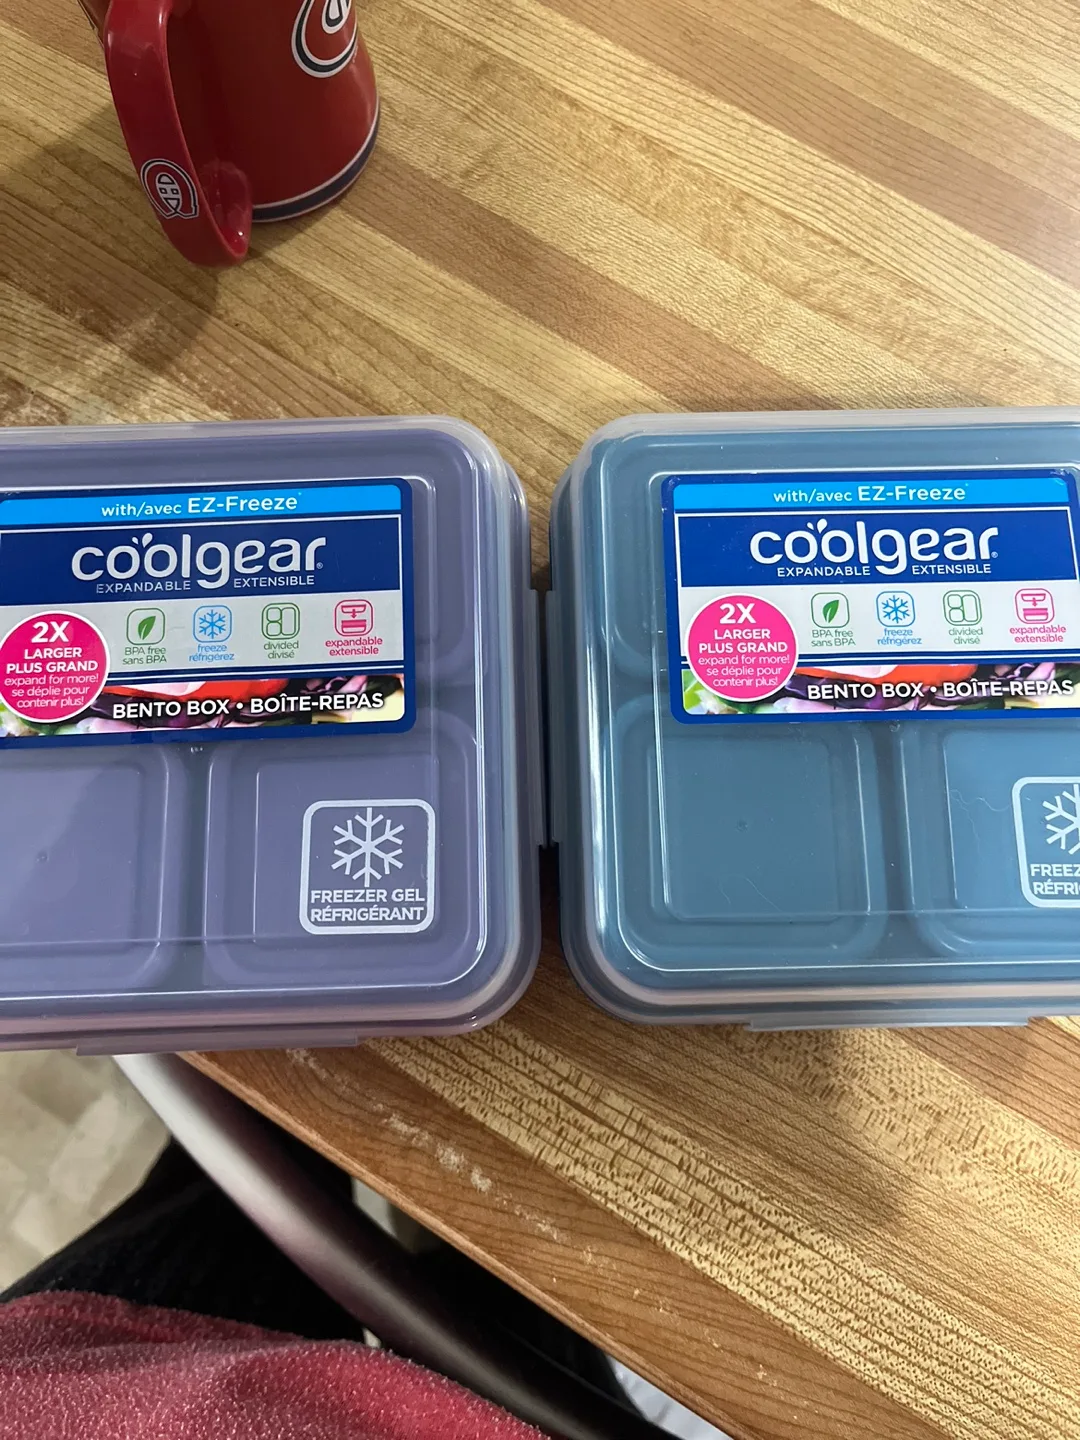 with/avec EZ-Freeze
coolgear®
EXPANDABLE EXTENSIBLE
2X
LARGER
PLUS GRAND
expand for more!
se déplie pour
contenir plus!
BPA free
sans BPA
freeze
réfrigérez
divided
divisé
expandable
extensible
BENTO BOX • BOÎTE-REPAS
FREEZER GEL
RÉFRIGÉRANT
with/avec EZ-Freeze
coolgear®
EXPANDABLE EXTENSIBLE
2X
LARGER
PLUS GRAND
expand for more!
se déplie pour
contenir plus!
BPA free
sans BPA
freeze
réfrigérez
divided
divisé
expandable
extensible
BENTO BOX • BOÎTE-REPAS
FREEZ
RÉFRI